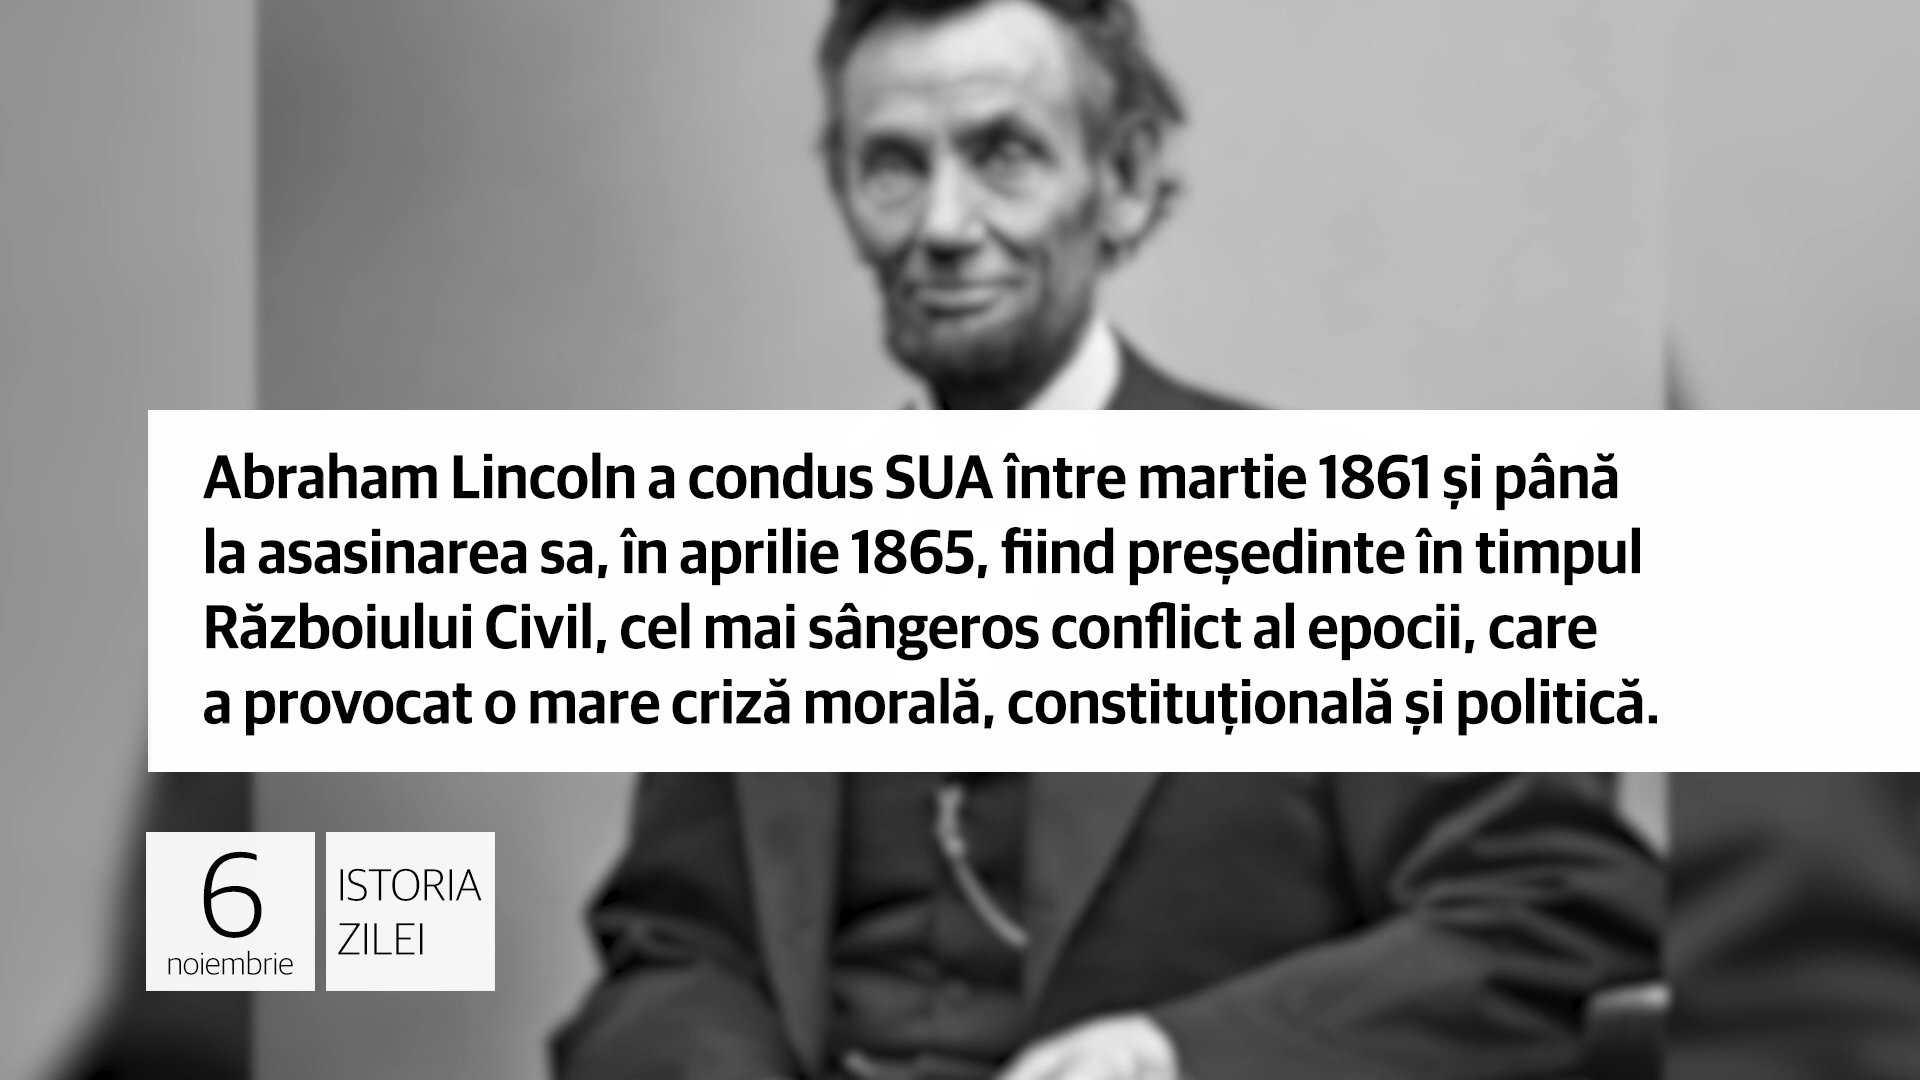 Abraham Lincoln a condus SUA între martie 1861 și până
la asasinarea sa, în aprilie 1865, fiind președinte în timpul
Războiului Civil, cel mai sângeros conflict al epocii, care
a provocat o mare criză morală, constituțională și politică.
6
noiembrie
ISTORIA
ZILEI